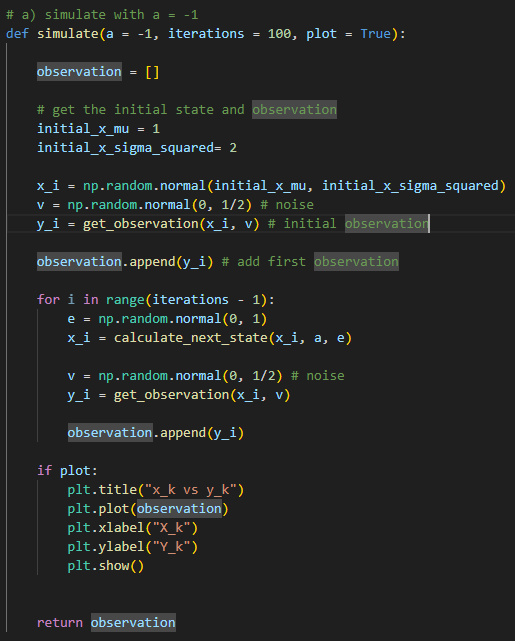 # a) simulate with a = -1
def simulate(a = -1, iterations = 100, plot = True):
observation = []
# get the initial state and observation
initial_x_mu = 1
initial_x_sigma_squared= 2
x_i = np.random.normal(initial_x_mu, initial_x_sigma_squared)
v = np.random.normal(0, 1/2) # noise
y_i = get_observation(x_i, v) # initial observation
observation.append(y_i) # add first observation
for i in range(iterations - 1):
e = np.random.normal(0, 1)
x_i = calculate_next_state(x_i, a, e)
v = np.random.normal(0, 1/2) # noise
y_i = get_observation(x_i, v)
observation.append(y_i)
if plot:
plt.title("x_k vs y_k")
plt.plot(observation)
plt.xlabel("X_k")
plt.ylabel("Y_k")
plt.show()
return observation